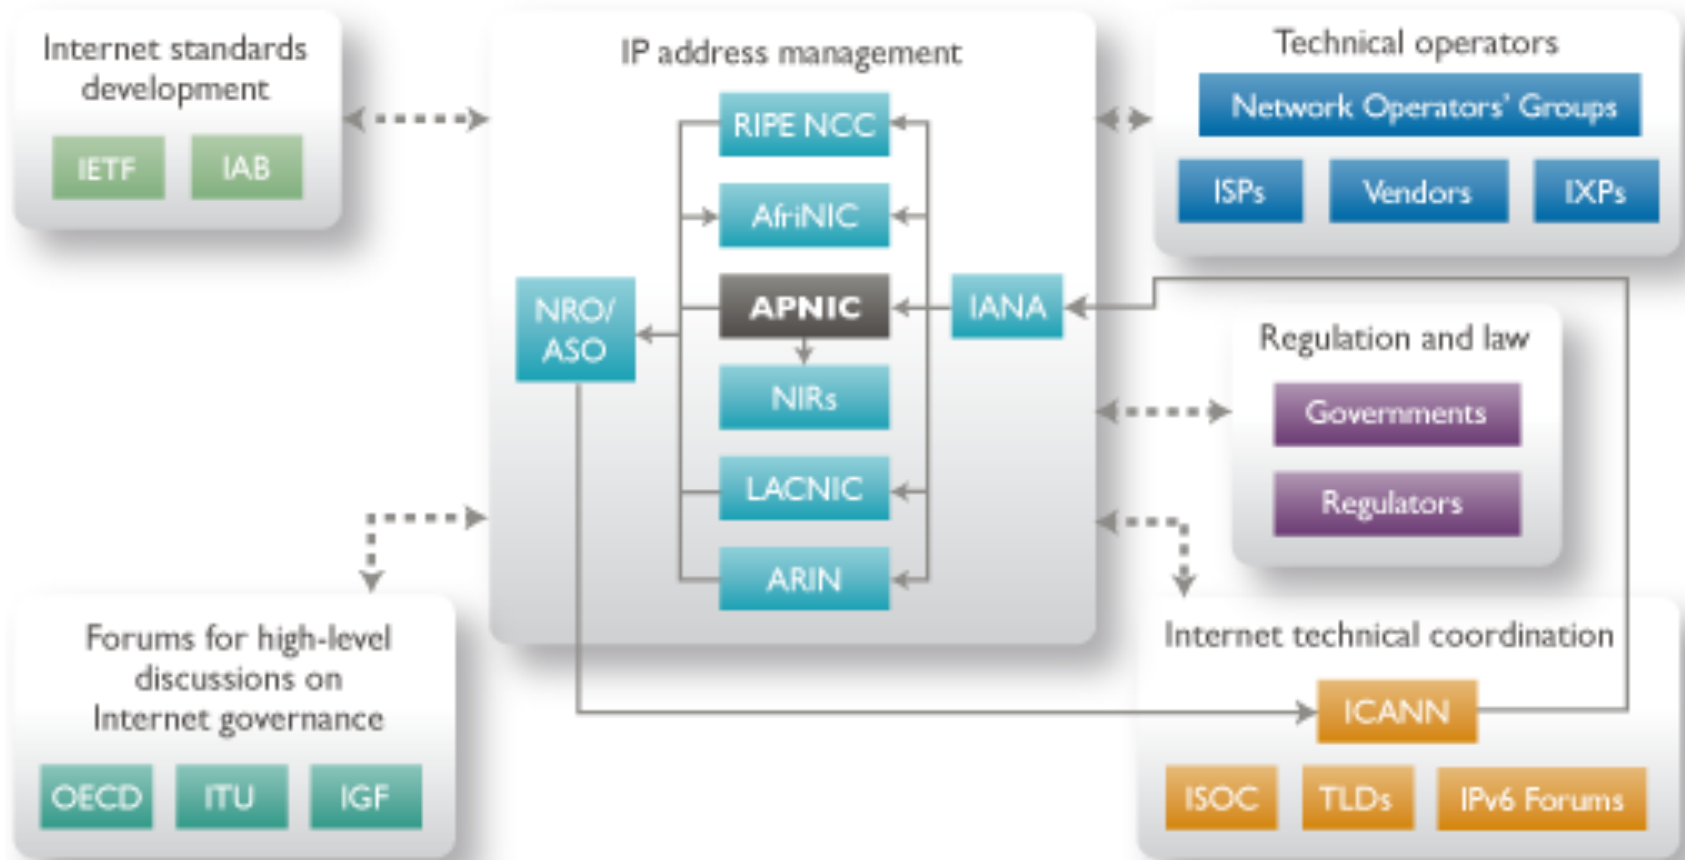 Internet standards
development
IETF
IAB
IP address management
RIPE NCC
AfriNIC
APNIC
NIRs
LACNIC
ARIN
NRO/
ASO
IANA
Technical operators
Network Operators' Groups
ISPs
Vendors
IXPs
Regulation and law
Governments
Regulators
Forums for high-level
discussions on
Internet governance
OECD
ITU
IGF
Internet technical coordination
ICANN
ISOC
TLDs
IPv6 Forums